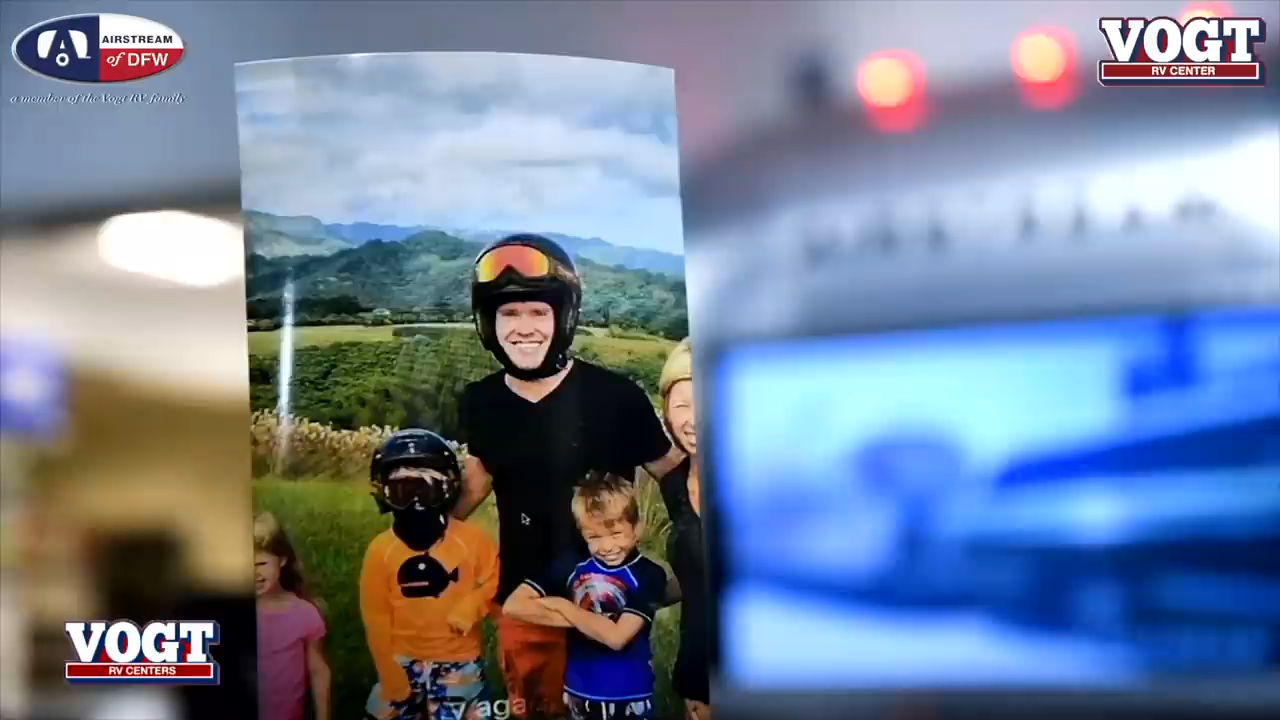 AIRSTREAM
of DFW
a member of the Vogt RV family
VOGT
RV CENTER
VOGT
RV CENTERS